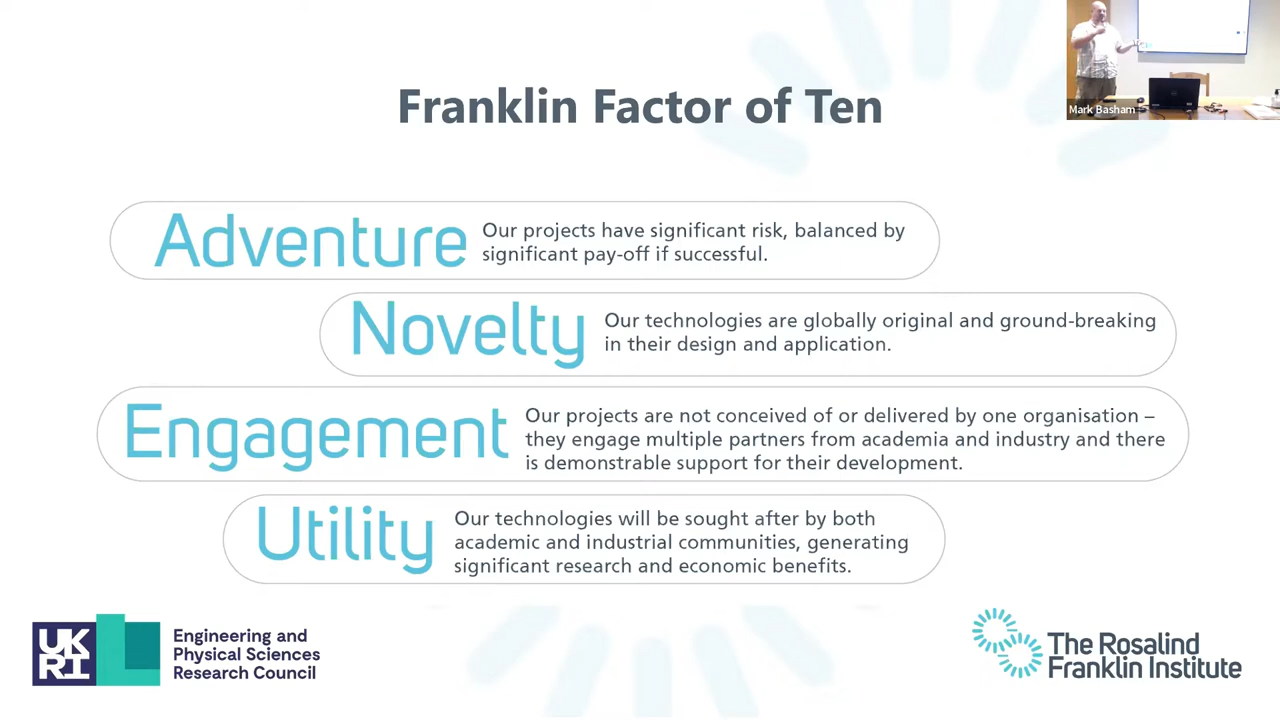 Franklin Factor of Ten
Mark Basham
Adventure
Our projects have significant risk, balanced by
significant pay-off if successful.
Novelty
Our technologies are globally original and ground-breaking
in their design and application.
Engagement
Our projects are not conceived of or delivered by one organisation –
they engage multiple partners from academia and industry and there
is demonstrable support for their development.
Utility
Our technologies will be sought after by both
academic and industrial communities, generating
significant research and economic benefits.
UK
RI
Engineering and
Physical Sciences
Research Council
The Rosalind
Franklin Institute